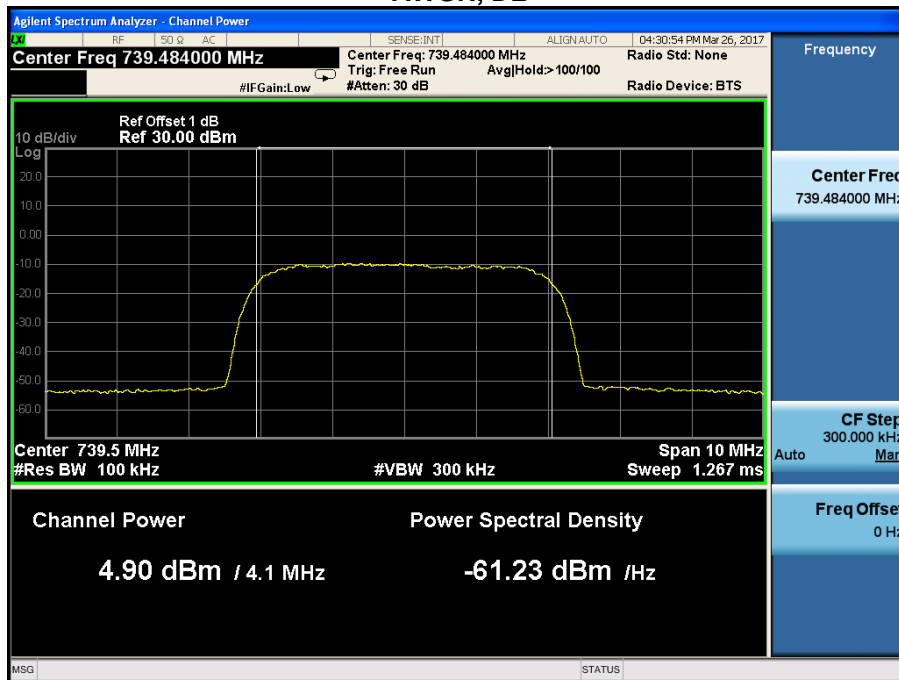 Agilent Spectrum Analyzer - Channel Power
LXI RF 50 Ω AC SENSE:INT ALIGN AUTO 04:30:54 PM Mar 26, 2017
Center Freq 739.484000 MHz
Center Freq: 739.484000 MHz
Radio Std: None
Trig: Free Run Avg|Hold:> 100/100
#IFGain:Low
#Atten: 30 dB
Radio Device: BTS
Ref Offset 1 dB
10 dB/div Ref 30.00 dBm
Log
20.0
10.0
0.00
-10.0
-20.0
-30.0
-40.0
-50.0
-60.0
Center 739.5 MHz Span 10 MHz
#Res BW 100 kHz #VBW 300 kHz Sweep 1.267 ms
Channel Power
Power Spectral Density
4.90 dBm / 4.1 MHz
-61.23 dBm /Hz
MSG STATUS
Frequency
Center Freq
739.484000 MHz
CF Step
300.000 kHz
Auto Man
Freq Offset
0 Hz